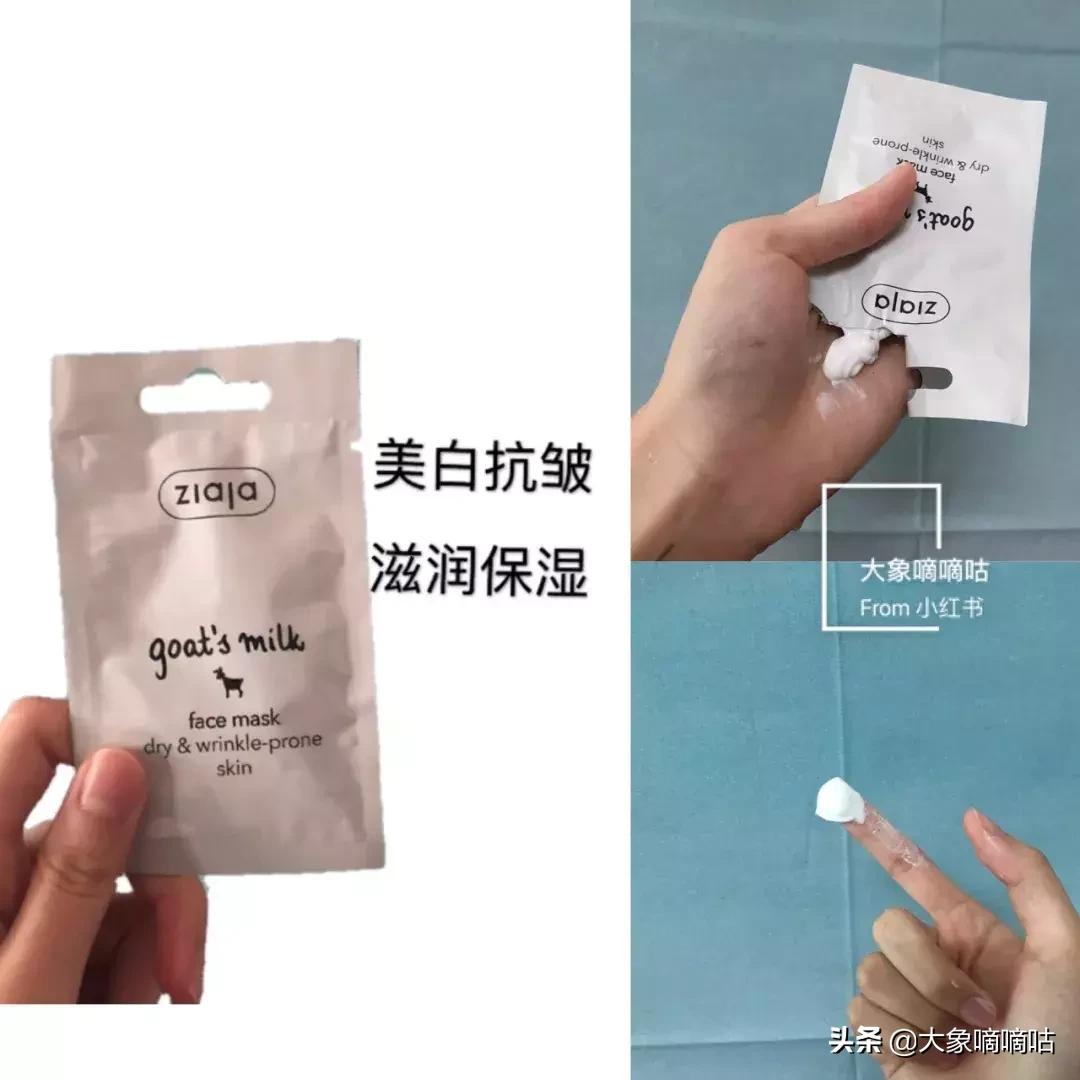 ziaja
goat's milk
face mask
dry & wrinkle-prone
skin
美白抗皱
滋润保湿
ziaja
goat's
face mask
dry & wrinkle-prone
skin
大象嘀嘀咕
From 小红书
头条 @大象嘀嘀咕